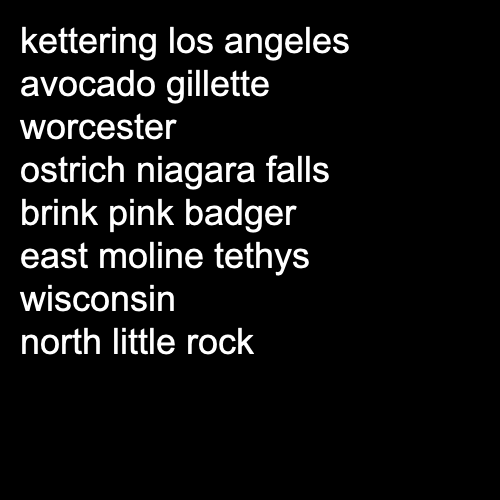 kettering los angeles
avocado gillette
worcester
ostrich niagara falls
brink pink badger
east moline tethys
wisconsin
north little rock